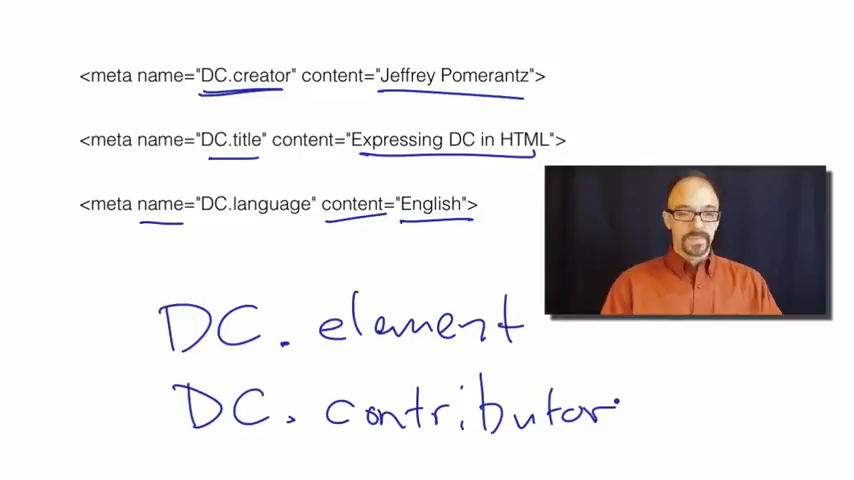 <meta name="DC.creator" content="Jeffrey Pomerantz">
<meta name="DC.title" content="Expressing DC in HTML">
<meta name="DC.language" content="English">
DC. element
DC. contributor